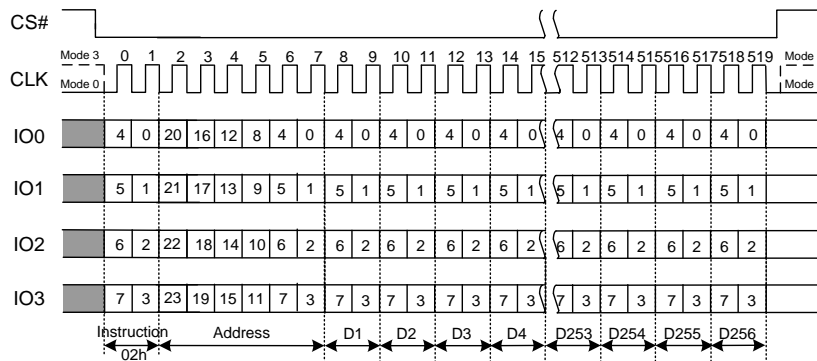 CS#
Mode 3 0 1 2 3 4 5 6 7 8 9 10 11 12 13 14 15 512 513 514 515 516 517 518 519 Mode
CLK Mode 0 Mode
IO0 4 0 20 16 12 8 4 0 4 0 4 0 4 0 4 0 4 0 4 0 4 0 4 0
IO1 5 1 21 17 13 9 5 1 5 1 5 1 5 1 5 1 5 1 5 1 5 1 5 1
IO2 6 2 22 18 14 10 6 2 6 2 6 2 6 2 6 2 6 2 6 2 6 2 6 2
IO3 7 3 23 19 15 11 7 3 7 3 7 3 7 3 7 3 7 3 7 3 7 3 7 3
Instruction Address D1 D2 D3 D4 D253 D254 D255 D256
02h